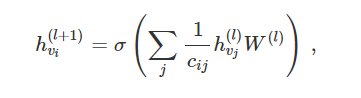 $h_{v_i}^{(l+1)} = \sigma \left( \sum_j \frac{1}{c_{ij}} h_{v_j}^{(l)} W^{(l)} \right) ,$